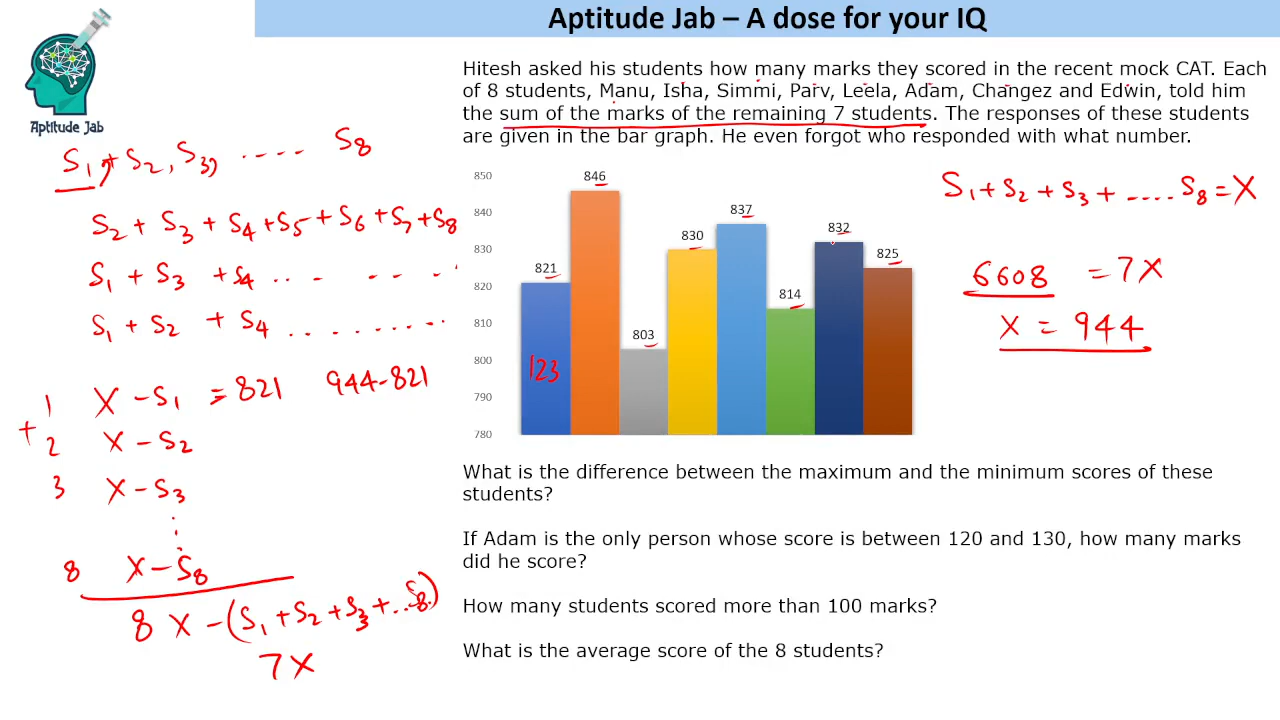 Aptitude Jab – A dose for your IQ
Aptitude Jab
Hitesh asked his students how many marks they scored in the recent mock CAT. Each
of 8 students, Manu, Isha, Simmi, Parv, Leela, Adam, Changez and Edwin, told him
the sum of the marks of the remaining 7 students. The responses of these students
are given in the bar graph. He even forgot who responded with what number.
S1 + S2, S3, .... S8
S2 + S3 + S4 + S5 + S6 + S7 + S8
S1 + S3 + S4 .. . .. ..
S1 + S2 + S4 ........
1 X - S1 = 821 944-821
+
2 X - S2
3 X - S3
8 X - S8
8 X - (S1 + S2 + S3 + ..S8)
7X
850
840
830
820
810
800
790
780
821
846
803
830
837
814
832
825
123
S1 + S2 + S3 + .... S8 = X
6608 = 7X
X = 944
What is the difference between the maximum and the minimum scores of these
students?
If Adam is the only person whose score is between 120 and 130, how many marks
did he score?
How many students scored more than 100 marks?
What is the average score of the 8 students?